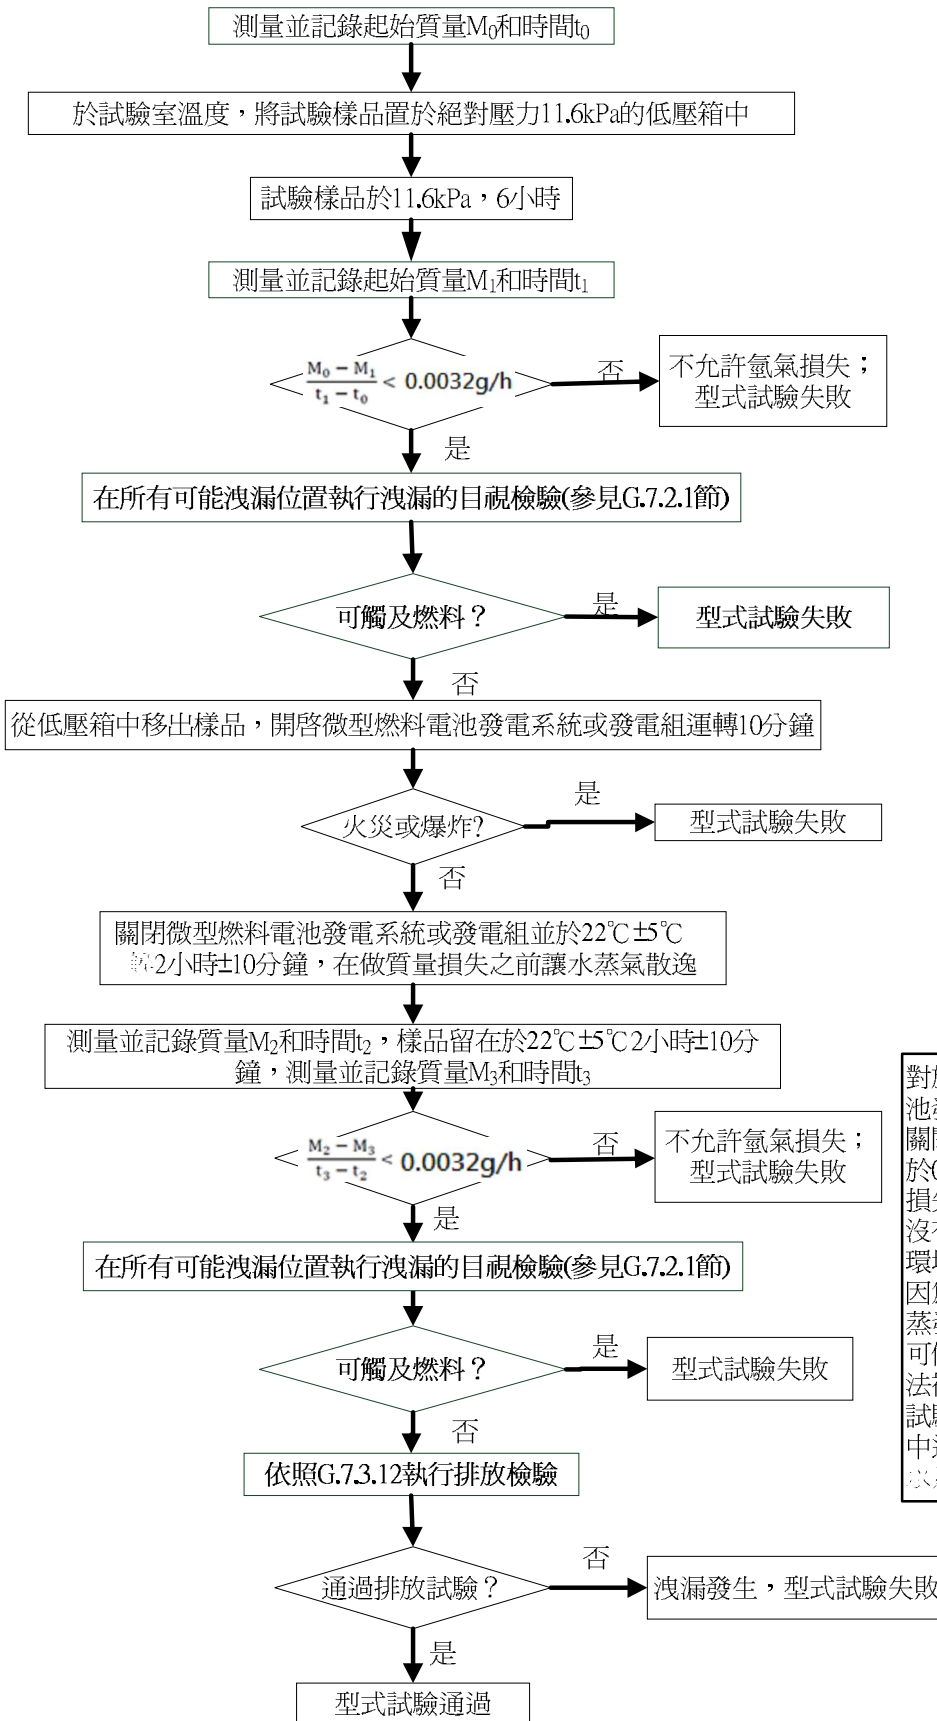 測量並記錄起始質量M₀和時間t₀
於試驗室溫度，將試驗樣品置於絕對壓力11.6kPa的低壓箱中
試驗樣品於11.6kPa，6小時
測量並記錄起始質量M₁和時間t₁
(M₀ − M₁)/(t₁ − t₀) < 0.0032g/h
否
不允許氫氣損失；
型式試驗失敗
是
在所有可能洩漏位置執行洩漏的目視檢驗(參見G.7.2.1節)
可觸及燃料？
是
型式試驗失敗
否
從低壓箱中移出樣品，開啓微型燃料電池發電系統或發電組運轉10分鐘
火災或爆炸?
是
型式試驗失敗
否
關閉微型燃料電池發電系統或發電組並於22℃±5℃
2小時±10分鐘，在做質量損失之前讓水蒸氣散逸
測量並記錄質量M₂和時間t₂，樣品留在於22℃±5℃2小時±10分
鐘，測量並記錄質量M₃和時間t₃
(M₂ − M₃)/(t₃ − t₂) < 0.0032g/h
否
不允許氫氣損失；
型式試驗失敗
是
在所有可能洩漏位置執行洩漏的目視檢驗(參見G.7.2.1節)
可觸及燃料？
是
型式試驗失敗
否
依照G.7.3.12執行排放檢驗
通過排放試驗？
否
洩漏發生，型式試驗失敗
是
型式試驗通過
對
池
關
於
損
沒
環
因
蒸
可
法
試
中